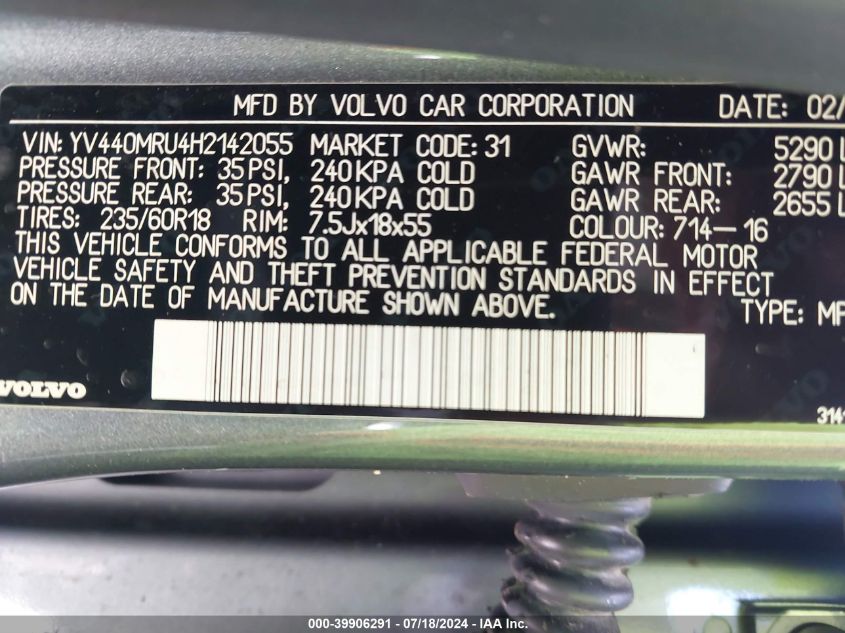 MFD BY VOLVO CAR CORPORATION DATE: 02/
VIN: YV440MRU4H2142055 MARKET CODE: 31 GVWR: 5290 L
PRESSURE FRONT: 35 PSI, 240 KPA COLD GAWR FRONT: 2790 L
PRESSURE REAR: 35 PSI, 240 KPA COLD GAWR REAR: 2655 L
TIRES: 235/60R18 RIM: 7.5Jx18x55 COLOUR: 714-16
THIS VEHICLE CONFORMS TO ALL APPLICABLE FEDERAL MOTOR
VEHICLE SAFETY AND THEFT PREVENTION STANDARDS IN EFFECT
ON THE DATE OF MANUFACTURE SHOWN ABOVE. TYPE: MP
VOLVO
314
000-39906291 - 07/18/2024 - IAA Inc.